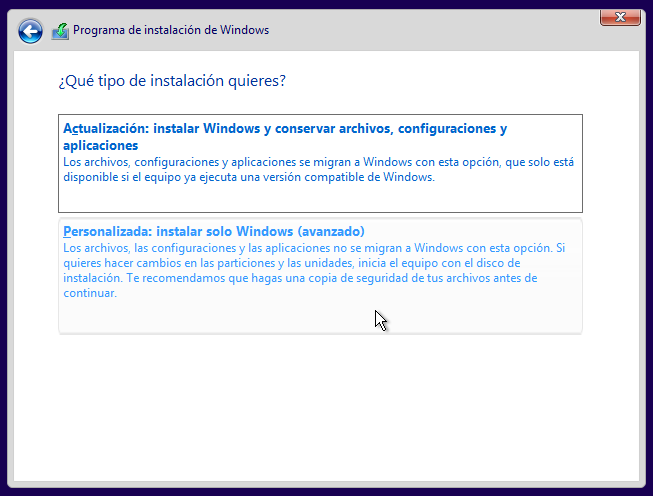 Programa de instalación de Windows
¿Qué tipo de instalación quieres?
Actualización: instalar Windows y conservar archivos, configuraciones y
aplicaciones
Los archivos, configuraciones y aplicaciones se migran a Windows con esta opción, que solo está
disponible si el equipo ya ejecuta una versión compatible de Windows.
Personalizada: instalar solo Windows (avanzado)
Los archivos, las configuraciones y las aplicaciones no se migran a Windows con esta opción. Si
quieres hacer cambios en las particiones y las unidades, inicia el equipo con el disco de
instalación. Te recomendamos que hagas una copia de seguridad de tus archivos antes de
continuar.